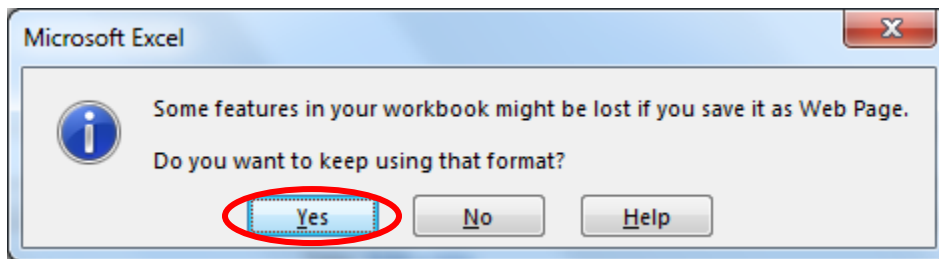 Microsoft Excel
Some features in your workbook might be lost if you save it as Web Page.
Do you want to keep using that format?
Yes No Help